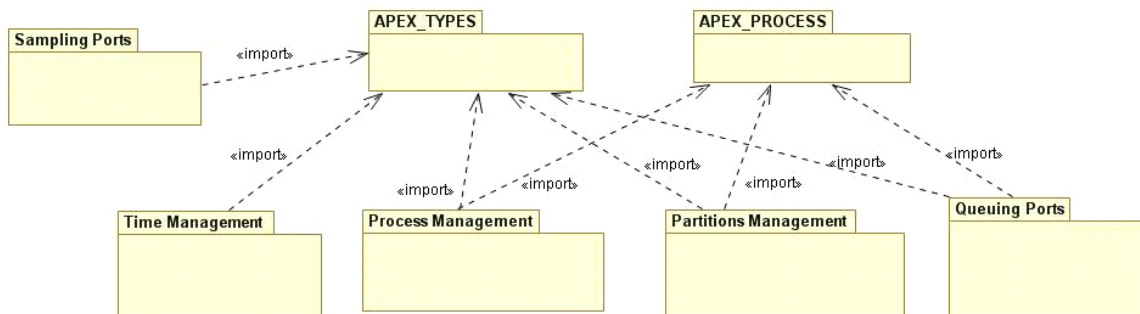 APEX_TYPES
APEX_PROCESS
Sampling Ports
«import»
«import»
«import»
«import»
«import»
«import»
«import»
«import»
Time Management
Process Management
Partitions Management
Queuing Ports